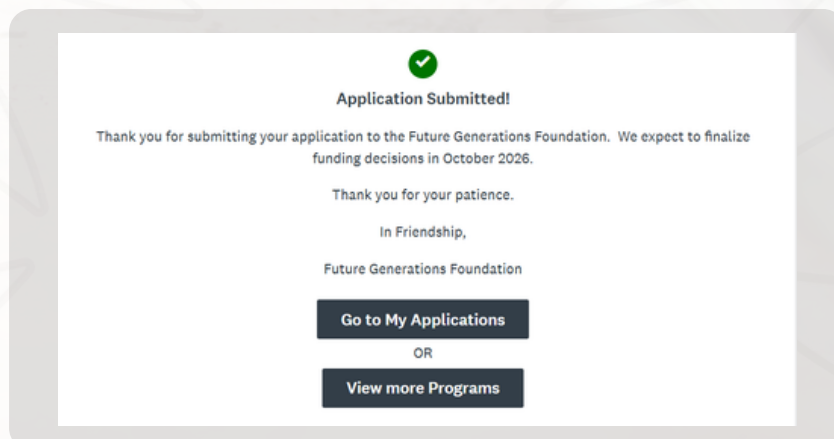 Application Submitted!
Thank you for submitting your application to the Future Generations Foundation. We expect to finalize
funding decisions in October 2026.
Thank you for your patience.
In Friendship,
Future Generations Foundation
Go to My Applications
OR
View more Programs